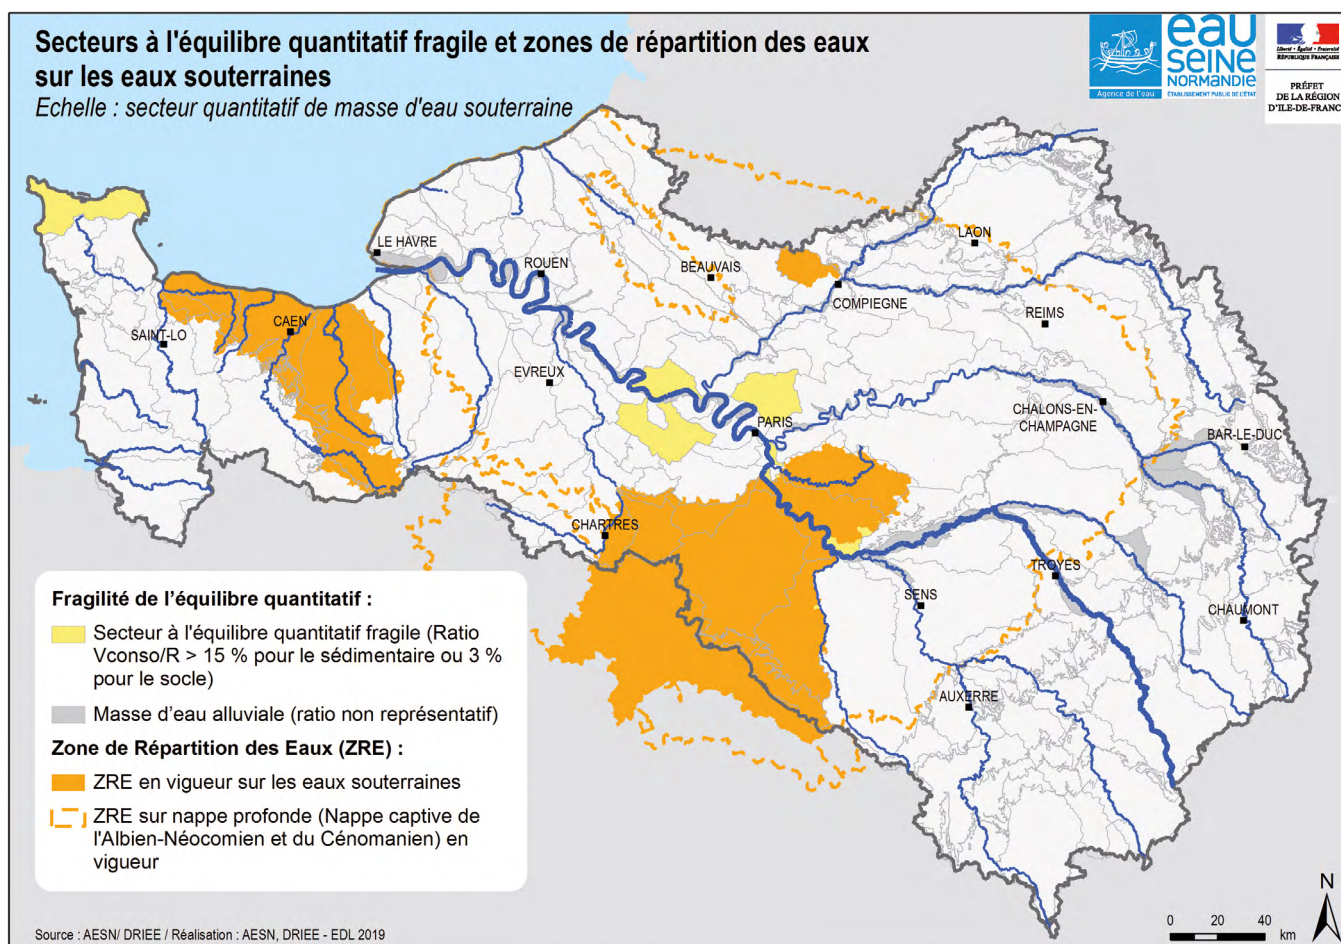 Secteurs à l'équilibre quantitatif fragile et zones de répartition des eaux
sur les eaux souterraines
Echelle : secteur quantitatif de masse d'eau souterraine
eau
SEINE
NORMANDIE
Agence de l'eau
ÉTABLISSEMENT PUBLIC DE L'ÉTAT
Liberté • Égalité • Fraternité
RÉPUBLIQUE FRANÇAISE
PRÉFET
DE LA RÉGION
D'ILE-DE-FRANC
LE HAVRE
ROUEN
BEAUVAIS
LAON
COMPIEGNE
REIMS
SAINT-LO
CAEN
EVREUX
PARIS
CHALONS-EN-
CHAMPAGNE
BAR-LE-DUC
CHARTRES
TROYES
SENS
CHAUMONT
AUXERRE
Fragilité de l'équilibre quantitatif :
Secteur à l'équilibre quantitatif fragile (Ratio
Vconso/R > 15 % pour le sédimentaire ou 3 %
pour le socle)
Masse d'eau alluviale (ratio non représentatif)
Zone de Répartition des Eaux (ZRE) :
ZRE en vigueur sur les eaux souterraines
ZRE sur nappe profonde (Nappe captive de
l'Albien-Néocomien et du Cénomanien) en
vigueur
Source : AESN/ DRIEE / Réalisation : AESN, DRIEE - EDL 2019
N
0 20 40
km